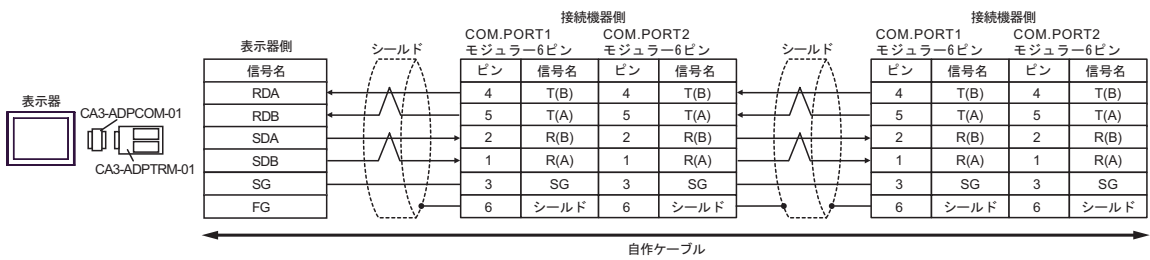 接続機器側
接続機器側
COM.PORT1 COM.PORT2
COM.PORT1 COM.PORT2
表示器側 シールド モジュラー6ピン モジュラー6ピン シールド モジュラー6ピン モジュラー6ピン
信号名 ピン 信号名 ピン 信号名 ピン 信号名 ピン 信号名
RDA 4 T(B) 4 T(B) 4 T(B) 4 T(B)
表示器
CA3-ADPCOM-01
RDB 5 T(A) 5 T(A) 5 T(A) 5 T(A)
SDA 2 R(B) 2 R(B) 2 R(B) 2 R(B)
SDB 1 R(A) 1 R(A) 1 R(A) 1 R(A)
CA3-ADPTRM-01
SG 3 SG 3 SG 3 SG 3 SG
FG 6 シールド 6 シールド 6 シールド 6 シールド
自作ケーブル